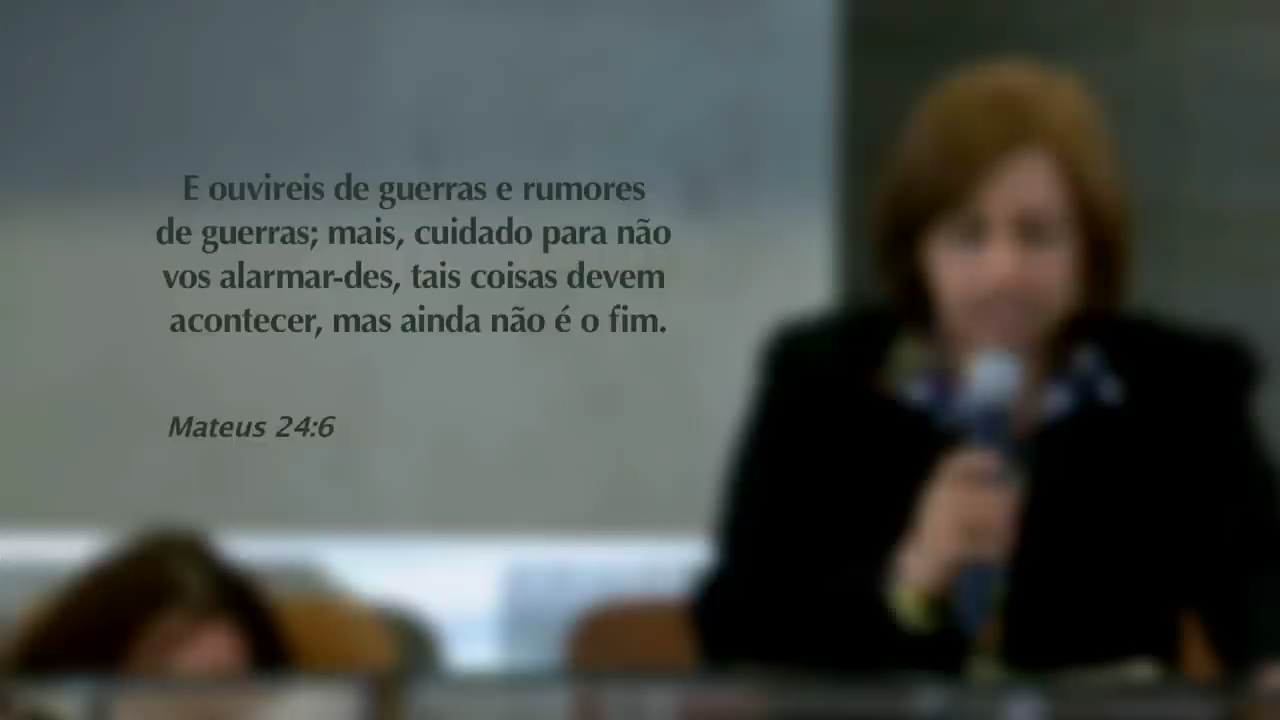 E ouvireis de guerras e rumores
de guerras; mais, cuidado para não
vos alarmar-des, tais coisas devem
acontecer, mas ainda não é o fim.
Mateus 24:6